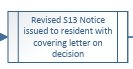 Revised S13 Notice
issued to resident with
covering letter on
decision